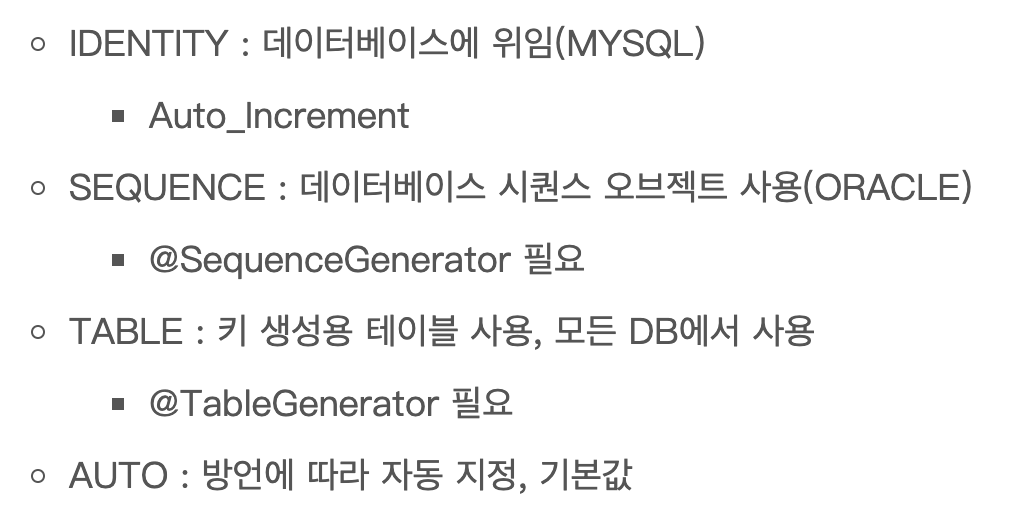 IDENTITY : 데이터베이스에 위임(MYSQL)
Auto_Increment
SEQUENCE : 데이터베이스 시퀀스 오브젝트 사용(ORACLE)
@SequenceGenerator 필요
TABLE : 키 생성용 테이블 사용, 모든 DB에서 사용
@TableGenerator 필요
AUTO : 방언에 따라 자동 지정, 기본값